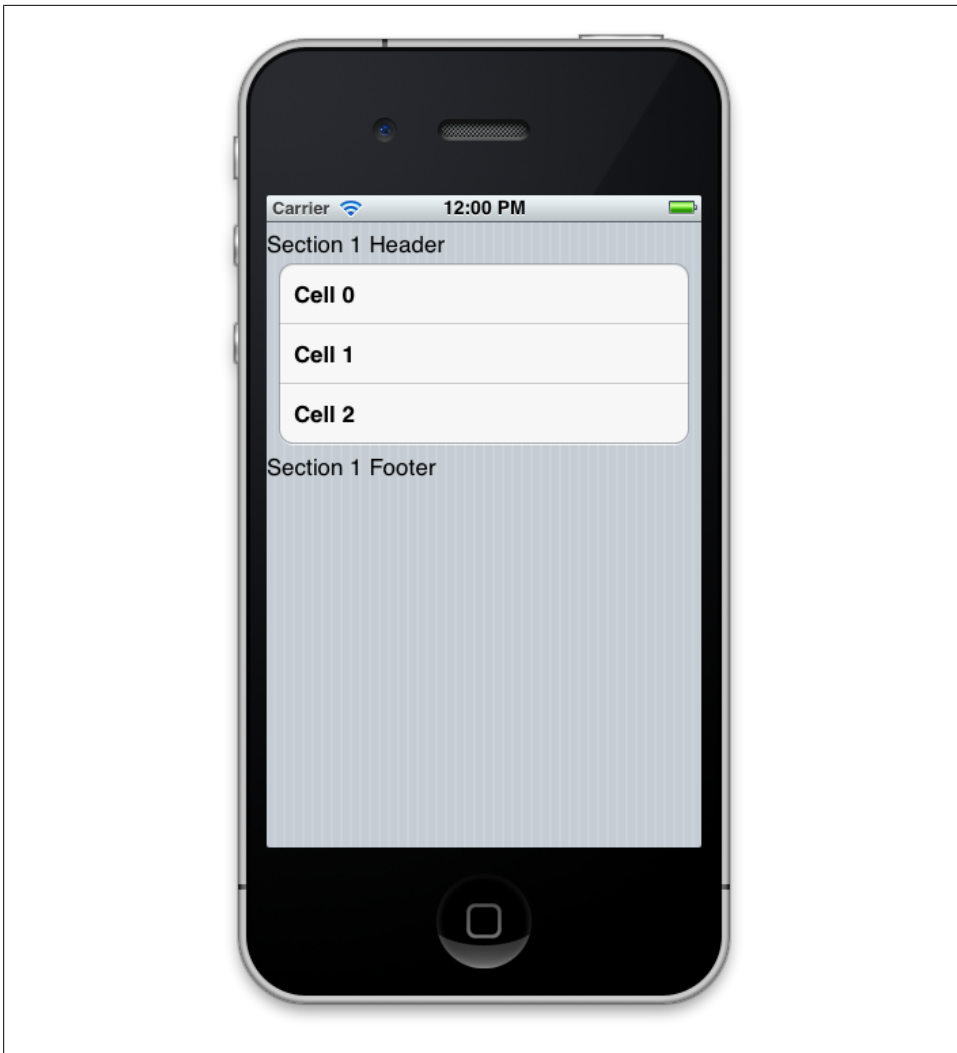 Carrier 12:00 PM
Section 1 Header
Cell 0
Cell 1
Cell 2
Section 1 Footer